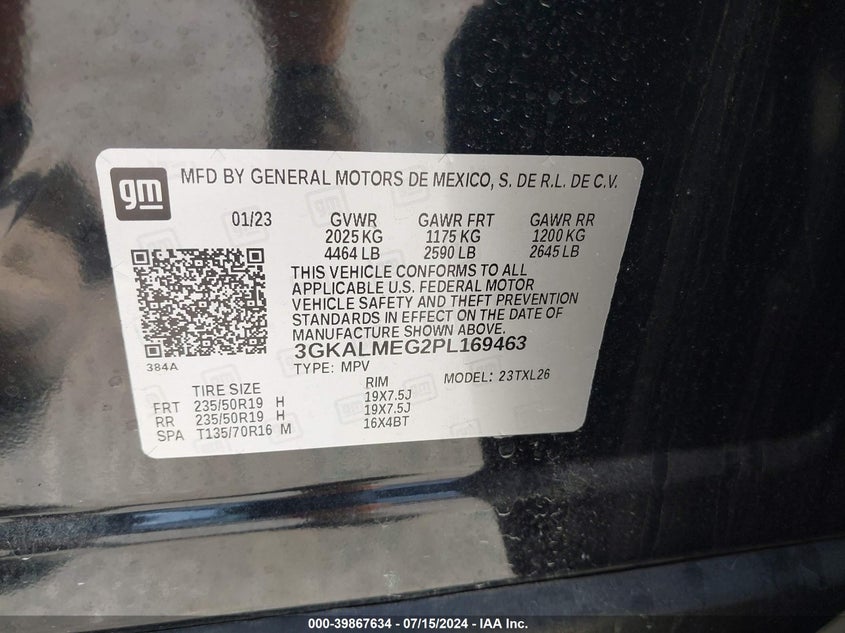 gm
MFD BY GENERAL MOTORS DE MEXICO, S. DE R.L. DE C.V.
01/23 GVWR GAWR FRT GAWR RR
2025 KG 1175 KG 1200 KG
4464 LB 2590 LB 2645 LB
THIS VEHICLE CONFORMS TO ALL
APPLICABLE U.S. FEDERAL MOTOR
VEHICLE SAFETY AND THEFT PREVENTION
STANDARDS IN EFFECT ON THE DATE OF
MANUFACTURE SHOWN ABOVE.
3GKALMEG2PL169463
384A
TYPE: MPV MODEL: 23TXL26
TIRE SIZE RIM
FRT 235/50R19 H 19X7.5J
RR 235/50R19 H 19X7.5J
SPA T135/70R16 M 16X4BT
000-39867634 - 07/15/2024 - IAA Inc.